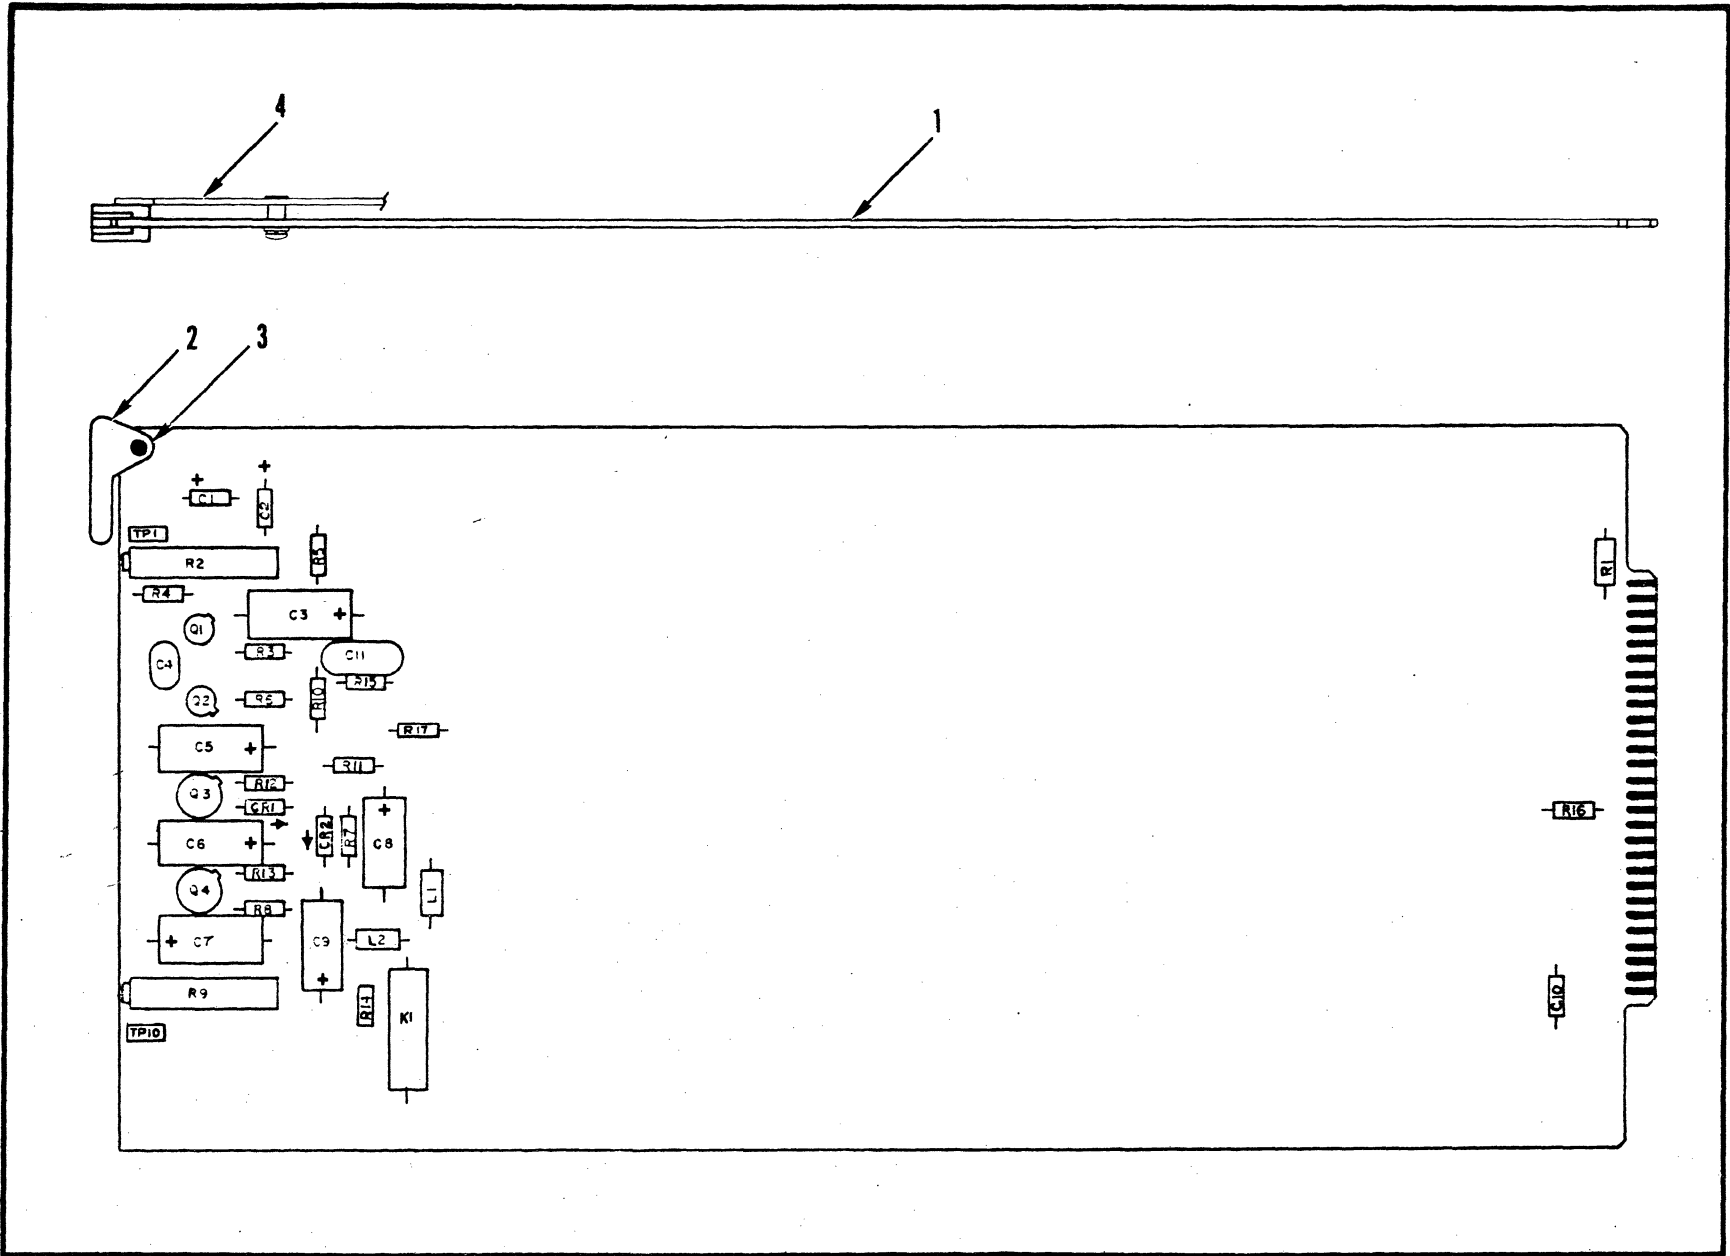 4
1
2 3
+ +
C1 C2
TP1
R2 R5 R1
R4
C3 +
Q1
R3 C11
C4
R15
Q2 R6 R10
R17
C5 +
R11
R12
Q3
CR1
+
R16
C6 + CR2 R7 C8
R13
Q4
L1
R8
+ C7 C9 L2
+
R9 R14 C10
K1
TP10